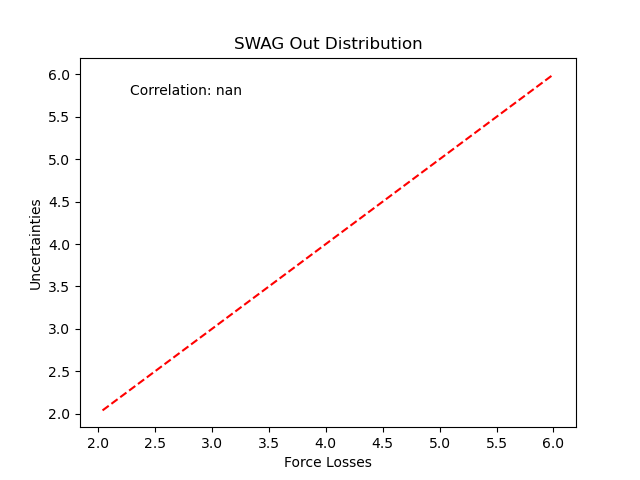 SWAG Out Distribution
Correlation: nan
Uncertainties
6.0
5.5
5.0
4.5
4.0
3.5
3.0
2.5
2.0
2.0 2.5 3.0 3.5 4.0 4.5 5.0 5.5 6.0
Force Losses